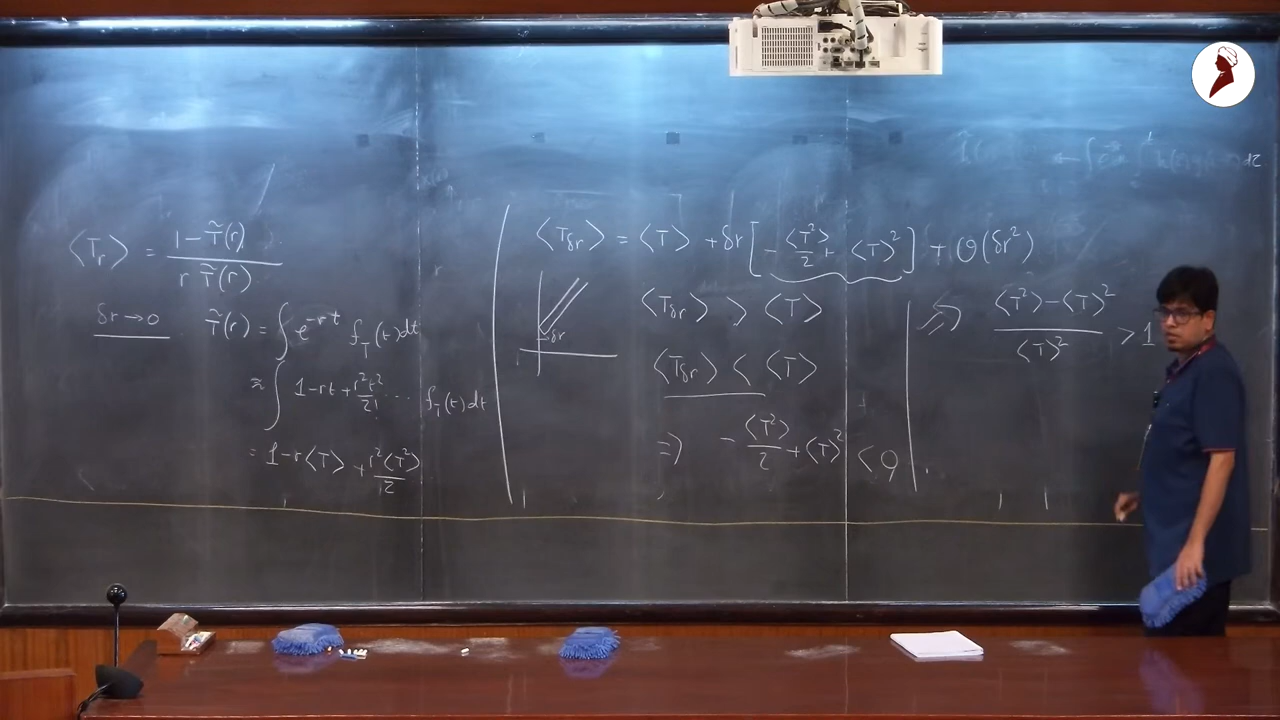 ⟨T_r⟩ = (1 − T̃(r)) / (r T̃(r))
δr → 0 T̃(r) = ∫ e^{−rt} f_T(t) dt
≈ ∫ 1 − rt + r²t²/2! ··· f_T(t) dt
= 1 − r⟨T⟩ + r²⟨T²⟩/2
⟨T_δr⟩ = ⟨T⟩ + δr [ −⟨T²⟩/2 + ⟨T⟩² ] + O(δr²)
δr
⟨T_δr⟩ > ⟨T⟩
⟨T_δr⟩ < ⟨T⟩
⇒ −⟨T²⟩/2 + ⟨T⟩² < 0.
⇒ (⟨T²⟩ − ⟨T⟩²) / ⟨T⟩² > 1